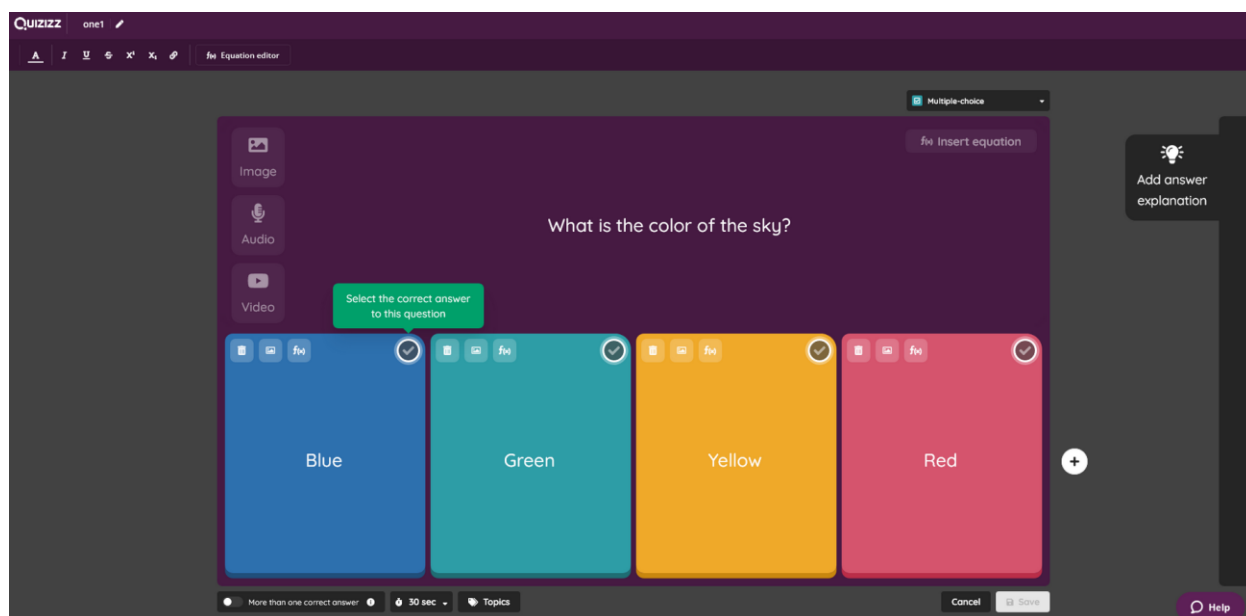 QUIZIZZ one1
A I U S X¹ X₁ f(x) Equation editor
Multiple-choice
Image
f(x) Insert equation
Audio
Add answer
explanation
What is the color of the sky?
Video
Select the correct answer
to this question
f(x) f(x) f(x) f(x)
Blue Green Yellow Red
More than one correct answer 30 sec Topics Cancel Save
Help